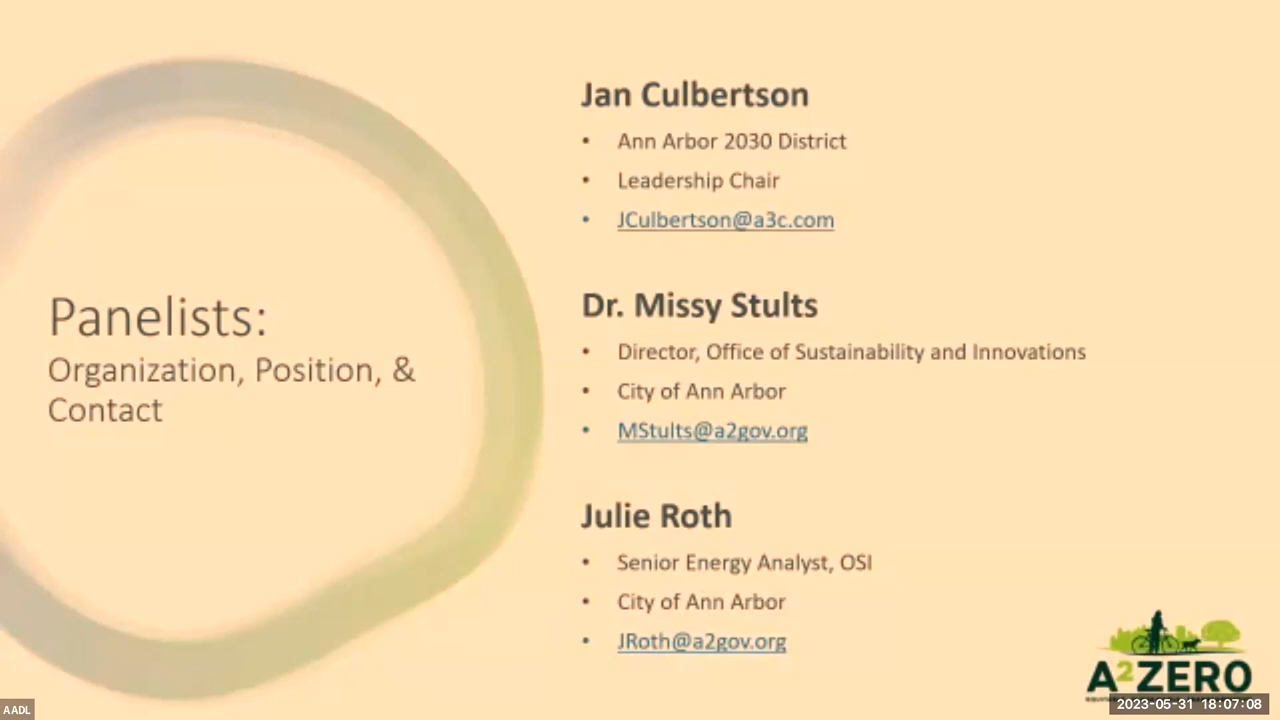 Panelists:
Organization, Position, &
Contact
Jan Culbertson
• Ann Arbor 2030 District
• Leadership Chair
• JCulbertson@a3c.com
Dr. Missy Stults
• Director, Office of Sustainability and Innovations
• City of Ann Arbor
• MStults@a2gov.org
Julie Roth
• Senior Energy Analyst, OSI
• City of Ann Arbor
• JRoth@a2gov.org
A²ZERO
2023-05-31 18:07:08
AADL